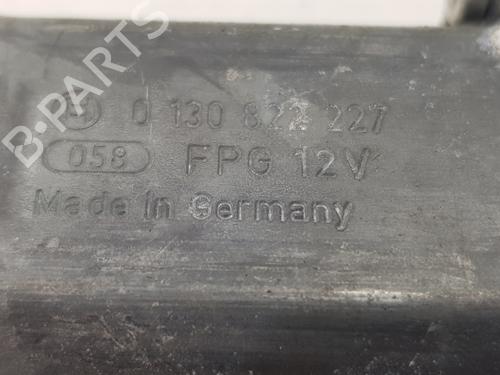 B-PARTS
0 130 822 227
058 FPG 12V
Made in Germany